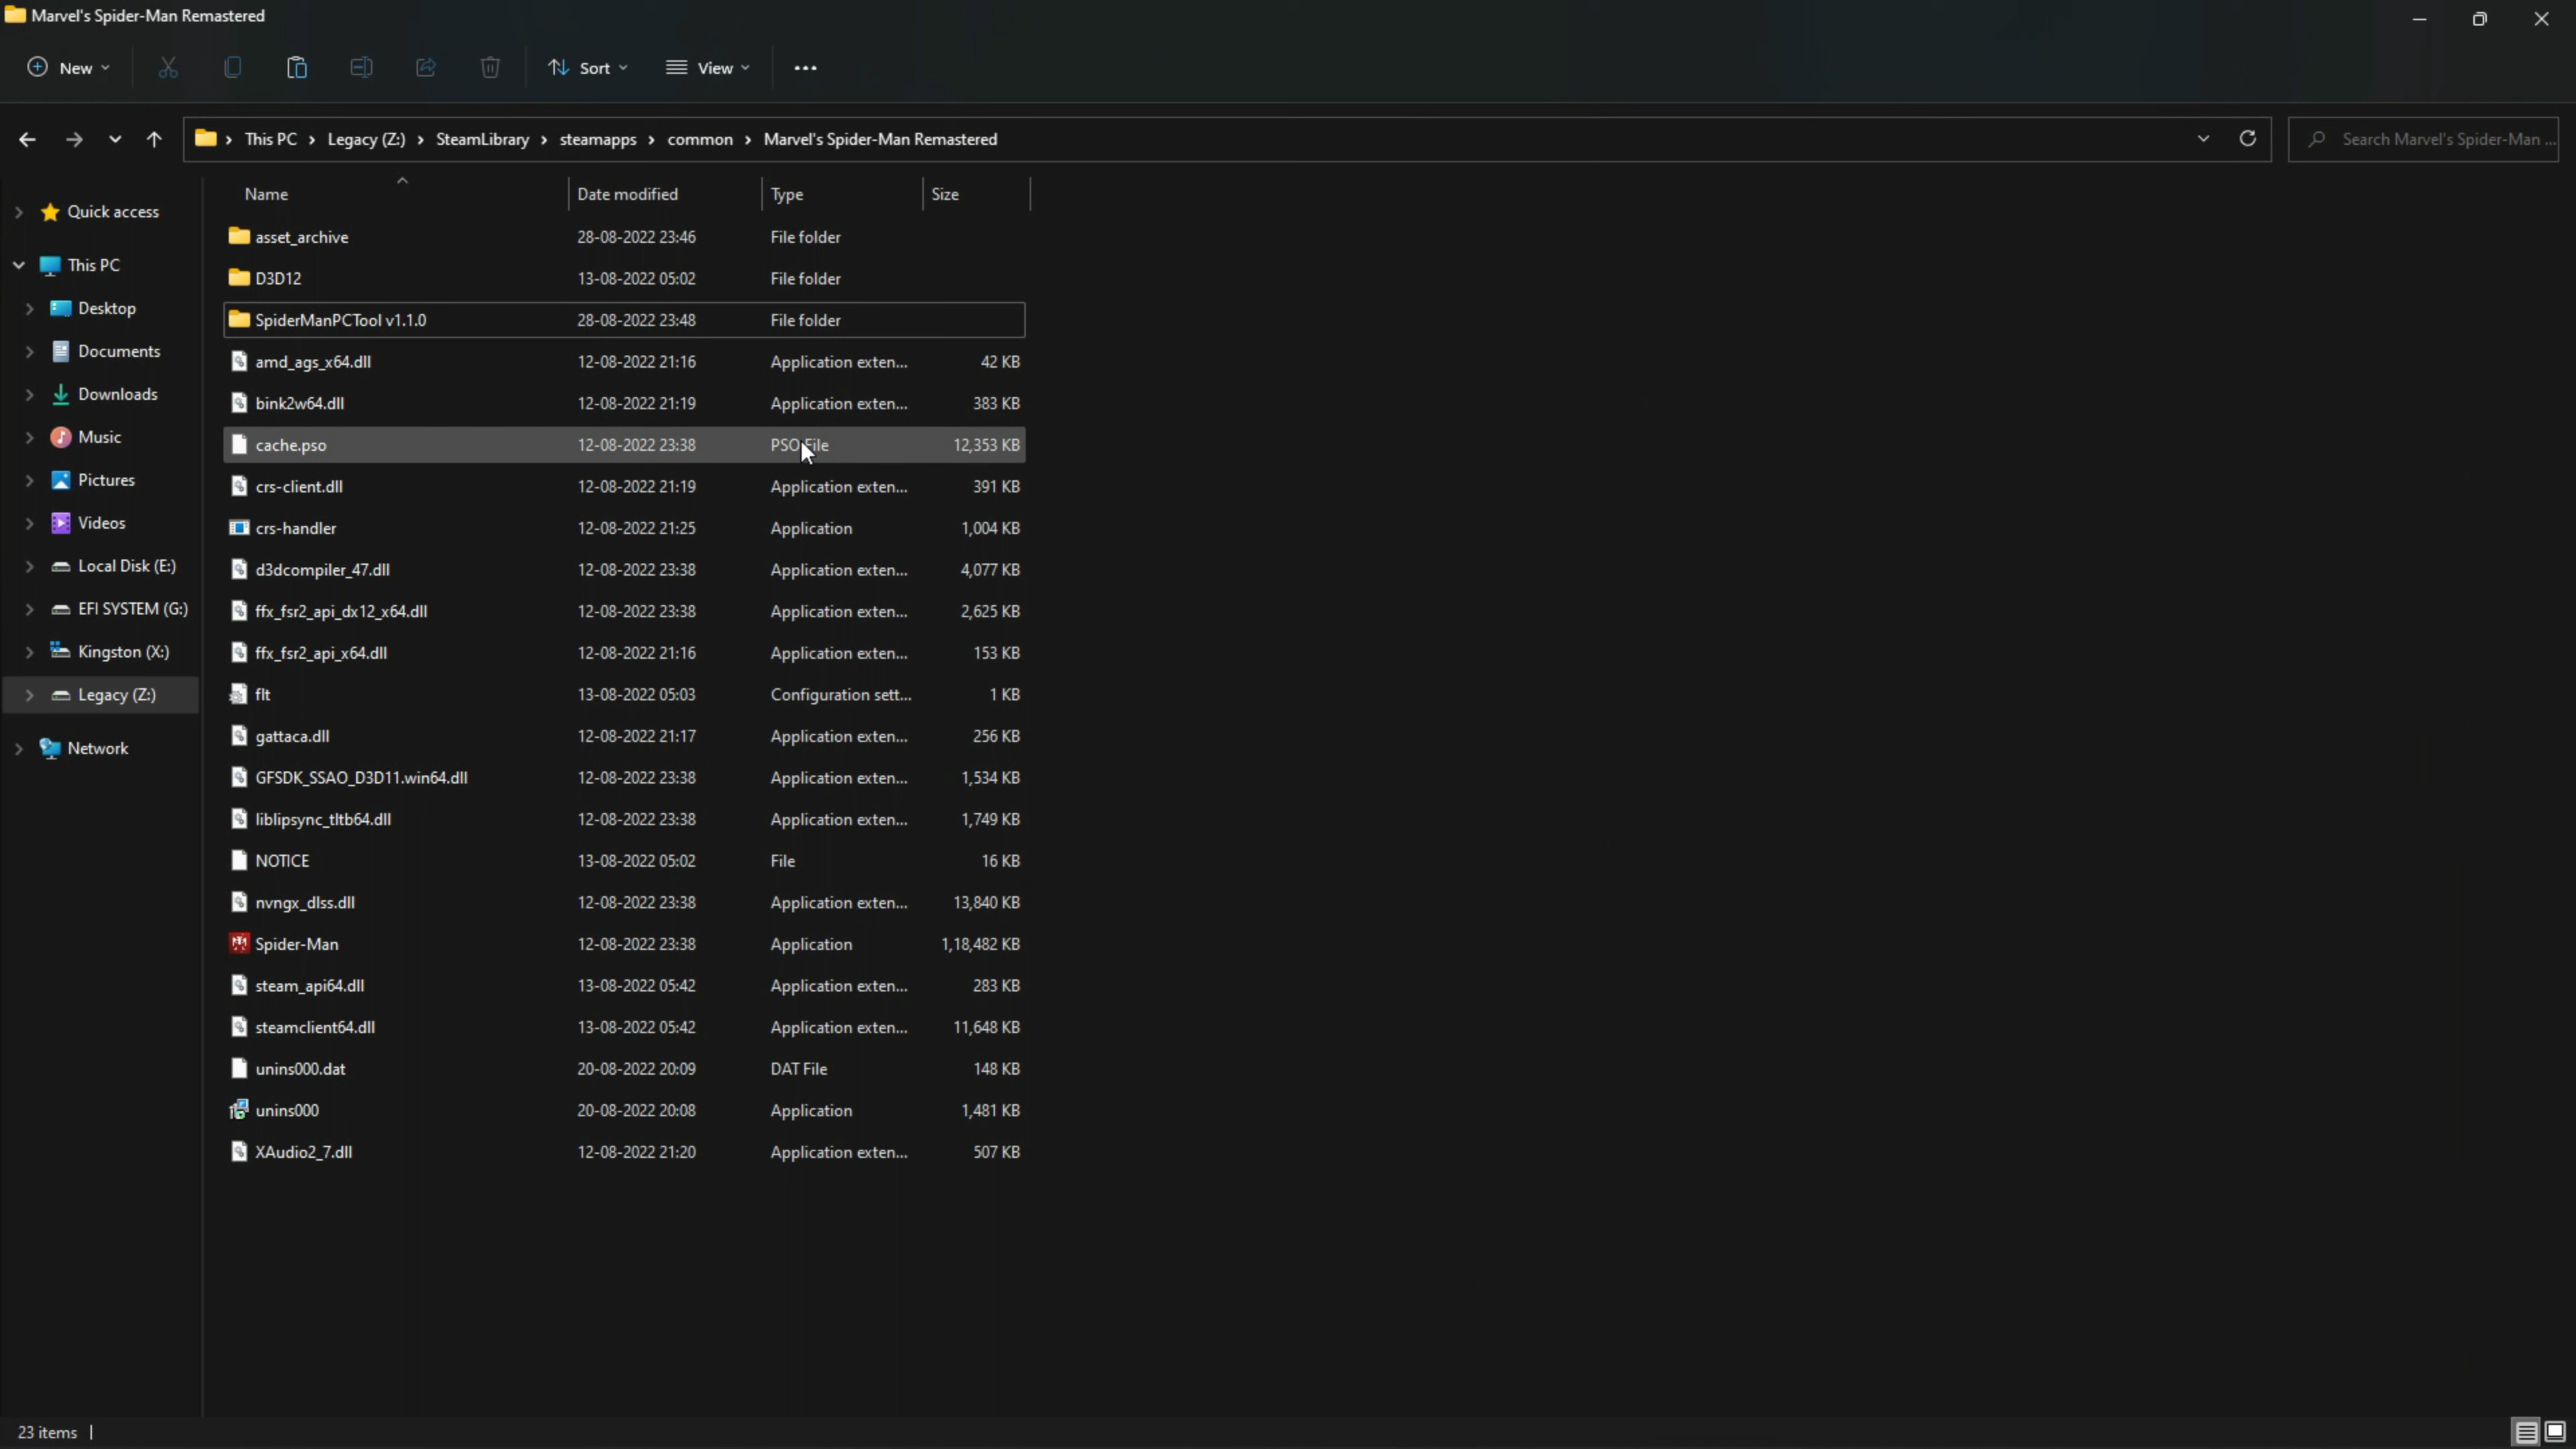 Marvel's Spider-Man Remastered
New Sort View
This PC Legacy (Z:) SteamLibrary steamapps common Marvel's Spider-Man Remastered Search Marvel's Spider-Man ...
Name Date modified Type Size
Quick access
This PC
Desktop
Documents
Downloads
Music
Pictures
Videos
Local Disk (E:)
EFI SYSTEM (G:)
Kingston (X:)
Legacy (Z:)
Network
asset_archive 28-08-2022 23:46 File folder
D3D12 13-08-2022 05:02 File folder
SpiderManPCTool v1.1.0 28-08-2022 23:48 File folder
amd_ags_x64.dll 12-08-2022 21:16 Application exten... 42 KB
bink2w64.dll 12-08-2022 21:19 Application exten... 383 KB
cache.pso 12-08-2022 23:38 PSO File 12,353 KB
crs-client.dll 12-08-2022 21:19 Application exten... 391 KB
crs-handler 12-08-2022 21:25 Application 1,004 KB
d3dcompiler_47.dll 12-08-2022 23:38 Application exten... 4,077 KB
ffx_fsr2_api_dx12_x64.dll 12-08-2022 23:38 Application exten... 2,625 KB
ffx_fsr2_api_x64.dll 12-08-2022 21:16 Application exten... 153 KB
flt 13-08-2022 05:03 Configuration sett... 1 KB
gattaca.dll 12-08-2022 21:17 Application exten... 256 KB
GFSDK_SSAO_D3D11.win64.dll 12-08-2022 23:38 Application exten... 1,534 KB
liblipsync_tltb64.dll 12-08-2022 23:38 Application exten... 1,749 KB
NOTICE 13-08-2022 05:02 File 16 KB
nvngx_dlss.dll 12-08-2022 23:38 Application exten... 13,840 KB
Spider-Man 12-08-2022 23:38 Application 1,18,482 KB
steam_api64.dll 13-08-2022 05:42 Application exten... 283 KB
steamclient64.dll 13-08-2022 05:42 Application exten... 11,648 KB
unins000.dat 20-08-2022 20:09 DAT File 148 KB
unins000 20-08-2022 20:08 Application 1,481 KB
XAudio2_7.dll 12-08-2022 21:20 Application exten... 507 KB
23 items